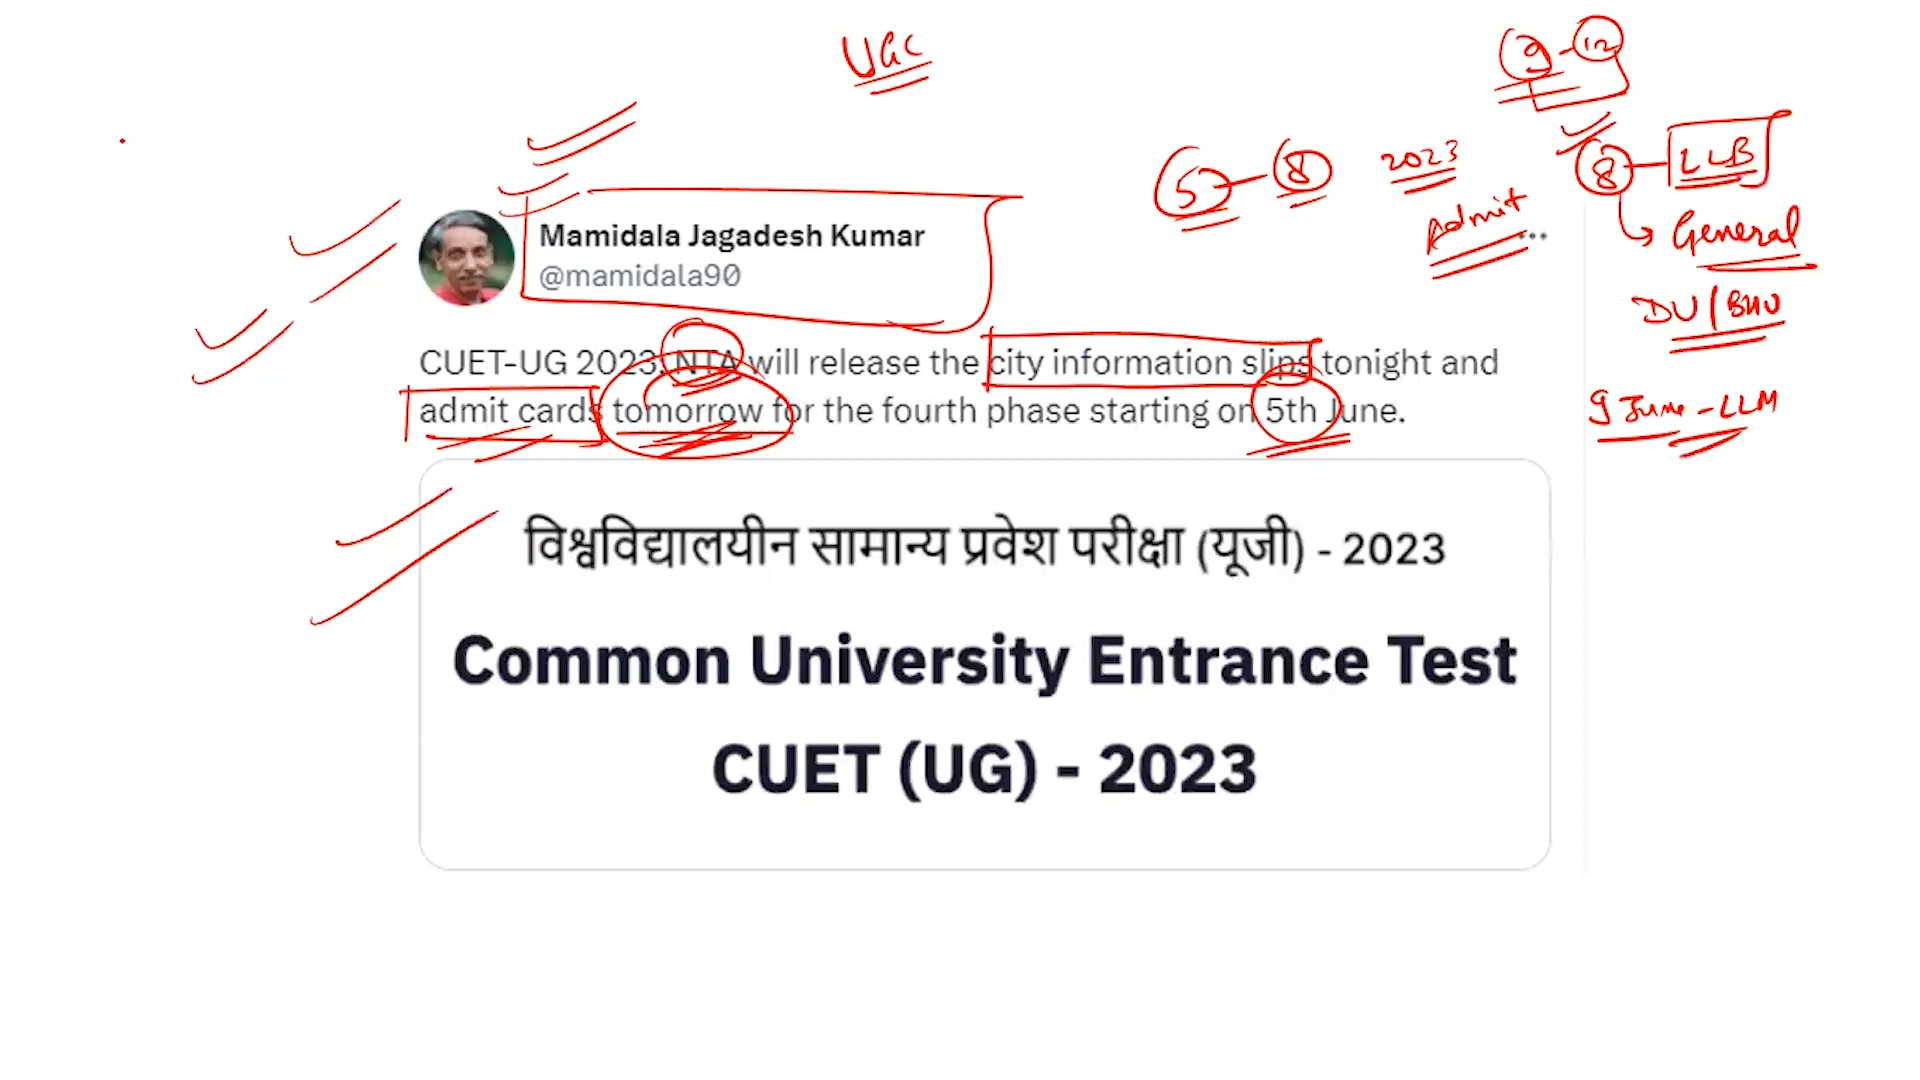 UGC
9 - 12
5 - 8 2023
8 - LLB
Admit
General
Mamidala Jagadesh Kumar
@mamidala90
DU / BHU
CUET-UG 2023: NTA will release the city information slips tonight and
admit cards tomorrow for the fourth phase starting on 5th June.
9 June - LLM
विश्वविद्यालयीन सामान्य प्रवेश परीक्षा (यूजी) - 2023
Common University Entrance Test
CUET (UG) - 2023